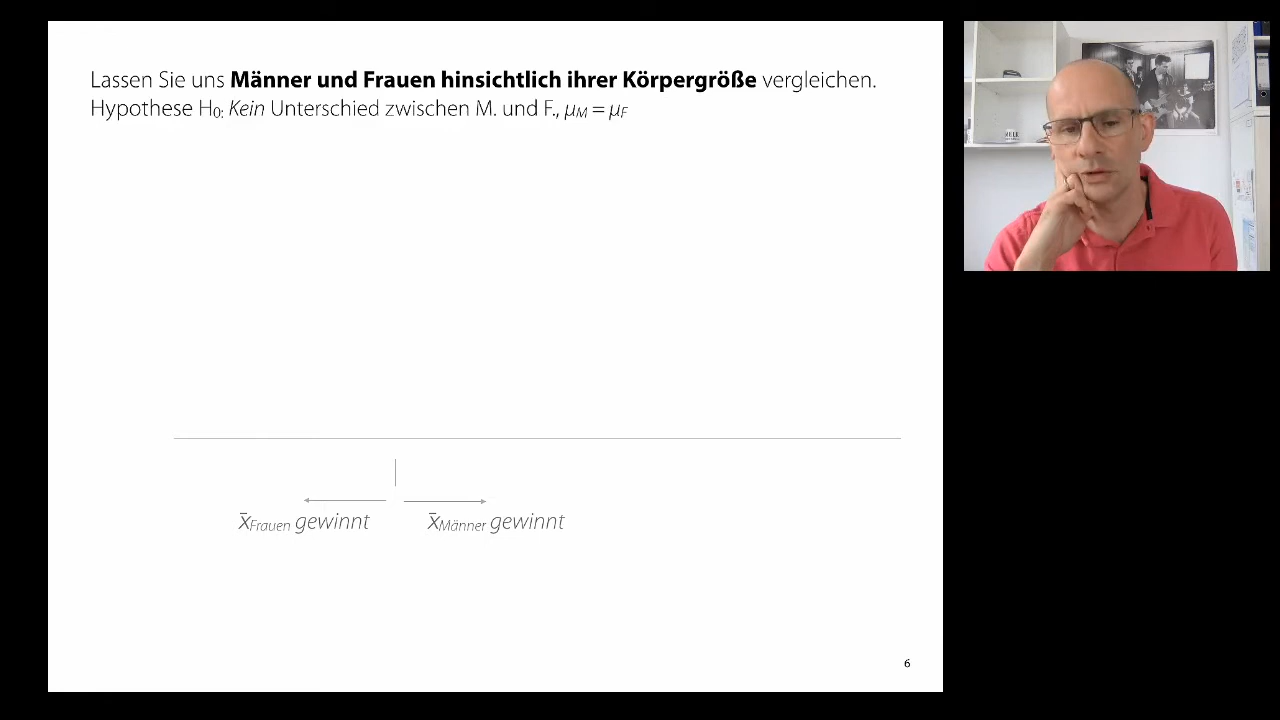 Lassen Sie uns Männer und Frauen hinsichtlich ihrer Körpergröße vergleichen.
Hypothese H₀: Kein Unterschied zwischen M. und F., μM = μF
x̄Frauen gewinnt
x̄Männer gewinnt
6